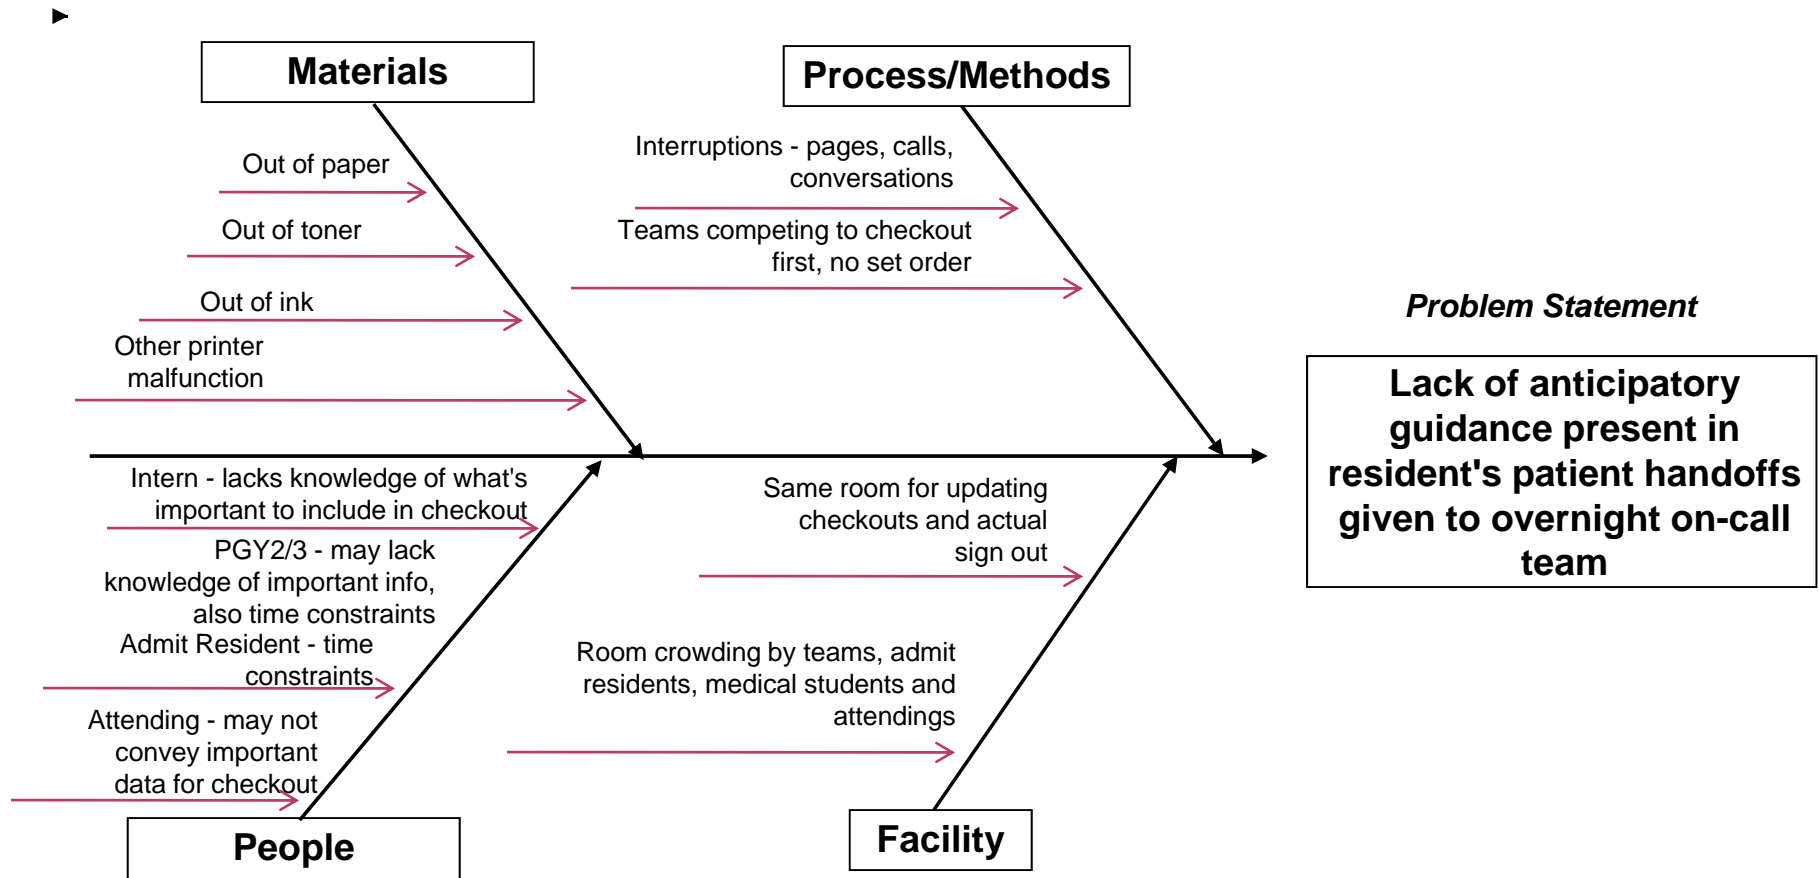 Materials
Process/Methods
Out of paper
Out of toner
Out of ink
Other printer
malfunction
Interruptions - pages, calls,
conversations
Teams competing to checkout
first, no set order
Problem Statement
Lack of anticipatory
guidance present in
resident's patient handoffs
given to overnight on-call
team
Intern - lacks knowledge of what's
important to include in checkout
PGY2/3 - may lack
knowledge of important info,
also time constraints
Admit Resident - time
constraints
Attending - may not
convey important
data for checkout
People
Same room for updating
checkouts and actual
sign out
Room crowding by teams, admit
residents, medical students and
attendings
Facility